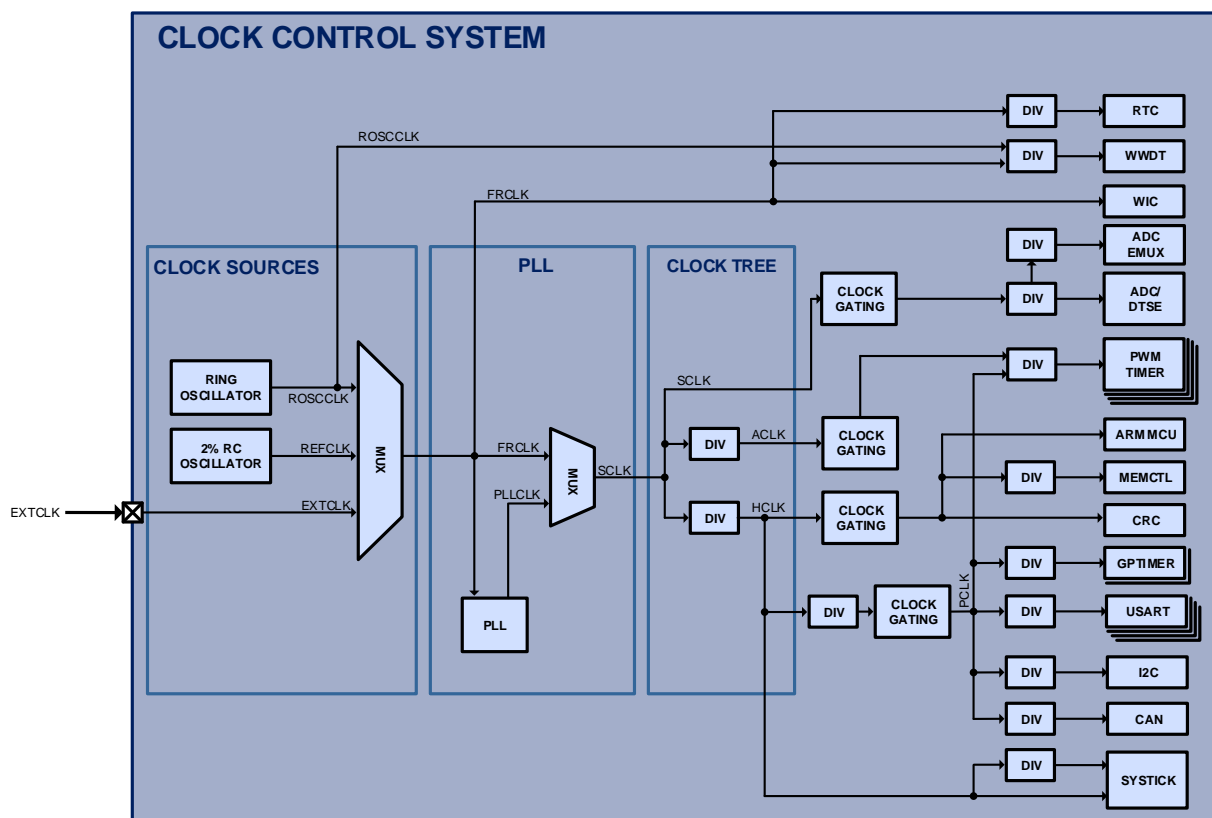 CLOCK CONTROL SYSTEM
DIV
RTC
ROSCCLK
DIV
WWDT
FRCLK
WIC
CLOCK SOURCES
PLL
CLOCK TREE
DIV
ADC
EMUX
CLOCK
GATING
DIV
ADC/
DTSE
RING
OSCILLATOR
ROSCCLK
SCLK
DIV
PWM
TIMER
2% RC
OSCILLATOR
REFCLK
MUX
FRCLK
MUX
SCLK
DIV
ACLK
CLOCK
GATING
ARM MCU
DIV
MEMCTL
EXTCLK
EXTCLK
PLLCLK
DIV
HCLK
CLOCK
GATING
CRC
PLL
DIV
CLOCK
GATING
PCLK
DIV
GPTIMER
DIV
USART
DIV
I2C
DIV
CAN
DIV
SYSTICK